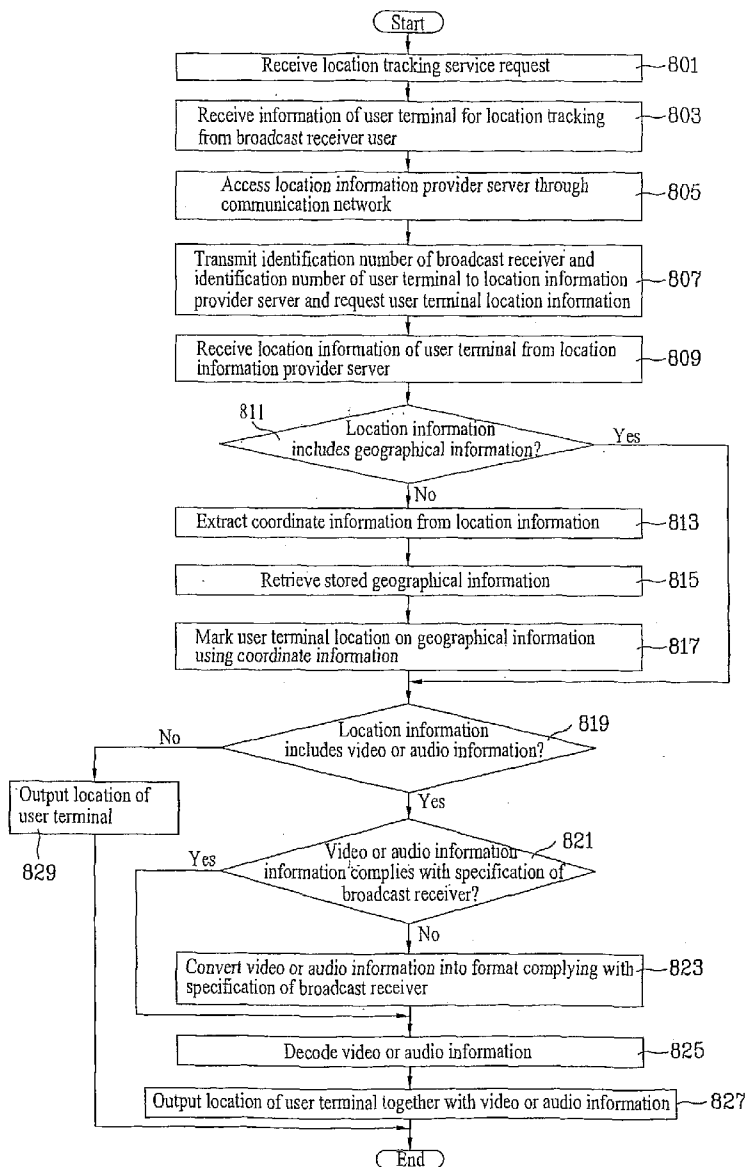 Start
Receive location tracking service request
801
Receive information of user terminal for location tracking
from broadcast receiver user
803
Access location information provider server through
communication network
805
Transmit identification number of broadcast receiver and
identification number of user terminal to location information
provider server and request user terminal location information
807
Receive location information of user terminal from location
information provider server
809
811
Location information
includes geographical information?
Yes
No
Extract coordinate information from location information
813
Retrieve stored geographical information
815
Mark user terminal location on geographical information
using coordinate information
817
Location information
includes video or audio information?
819
No
Yes
Output location of
user terminal
829
Video or audio information
information complies with specification of
broadcast receiver?
821
Yes
No
Convert video or audio information into format complying with
specification of broadcast receiver
823
Decode video or audio information
825
Output location of user terminal together with video or audio information
827
End